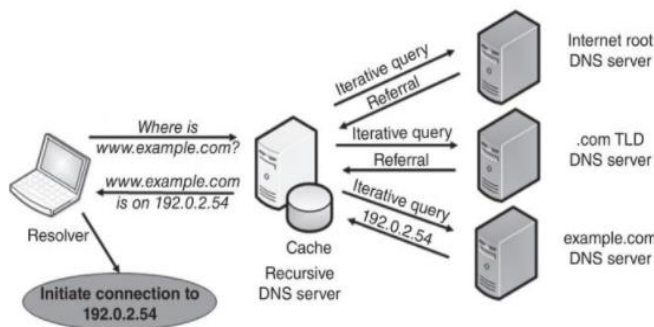 Where is
www.example.com?
www.example.com
is on 192.0.2.54
Resolver
Initiate connection to
192.0.2.54
Cache
Recursive
DNS server
Iterative query
Referral
Iterative query
Referral
Iterative query
192.0.2.54
Internet root
DNS server
.com TLD
DNS server
example.com
DNS server